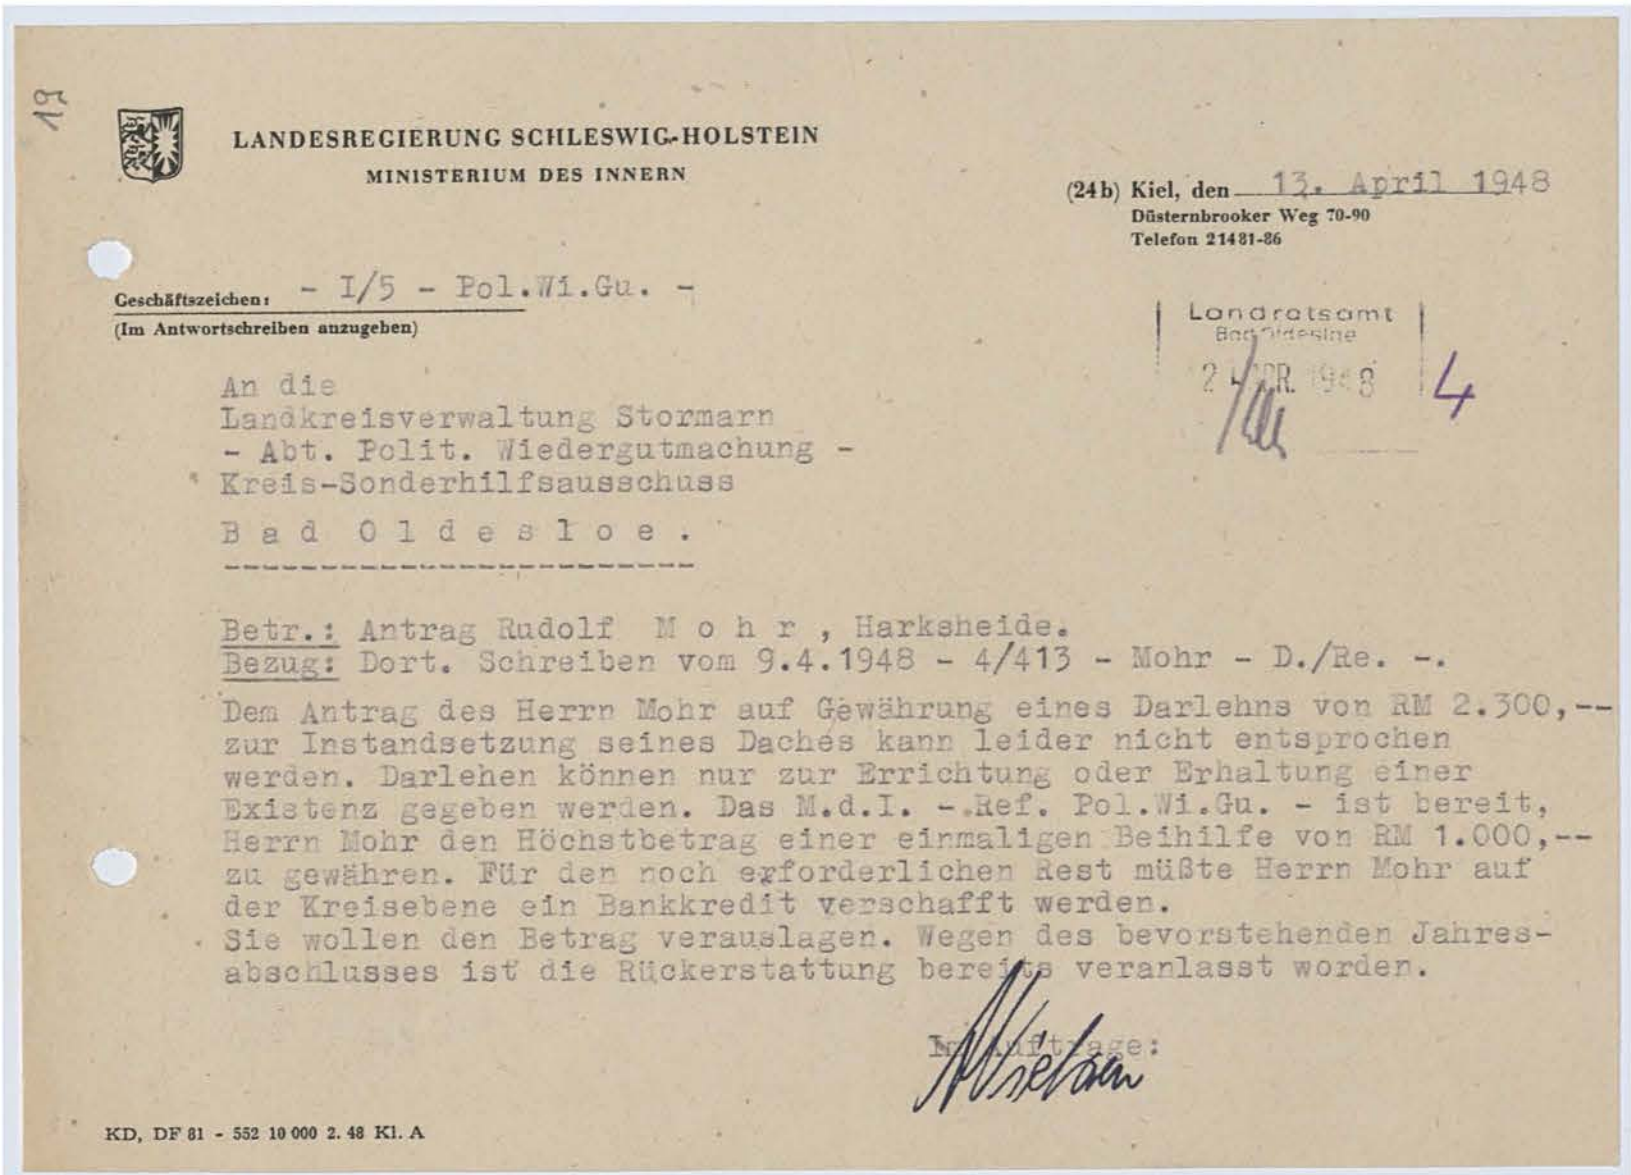 19
LANDESREGIERUNG SCHLESWIG-HOLSTEIN
MINISTERIUM DES INNERN
(24b) Kiel, den 13. April 1948
Düsternbrooker Weg 70-90
Telefon 21481-86
Geschäftszeichen: - I/5 - Pol.Wi.Gu. -
(Im Antwortschreiben anzugeben)
Landratsamt
Bad Oldesloe
2 APR. 1948
4
An die
Landkreisverwaltung Stormarn
- Abt. Polit. Wiedergutmachung -
Kreis-Sonderhilfsausschuss
B a d O l d e s l o e .
Betr.: Antrag Rudolf M o h r , Harksheide.
Bezug: Dort. Schreiben vom 9.4.1948 - 4/413 - Mohr - D./Re. -.
Dem Antrag des Herrn Mohr auf Gewährung eines Darlehns von RM 2.300,--
zur Instandsetzung seines Daches kann leider nicht entsprochen
werden. Darlehen können nur zur Errichtung oder Erhaltung einer
Existenz gegeben werden. Das M.d.I. - Ref. Pol.Wi.Gu. - ist bereit,
Herrn Mohr den Höchstbetrag einer einmaligen Beihilfe von RM 1.000,--
zu gewähren. Für den noch erforderlichen Rest müßte Herrn Mohr auf
der Kreisebene ein Bankkredit verschafft werden.
Sie wollen den Betrag verauslagen. Wegen des bevorstehenden Jahres-
abschlusses ist die Rückerstattung bereits veranlasst worden.
Im Auftrage:
KD, DF 81 - 552 10 000 2. 48 Kl. A